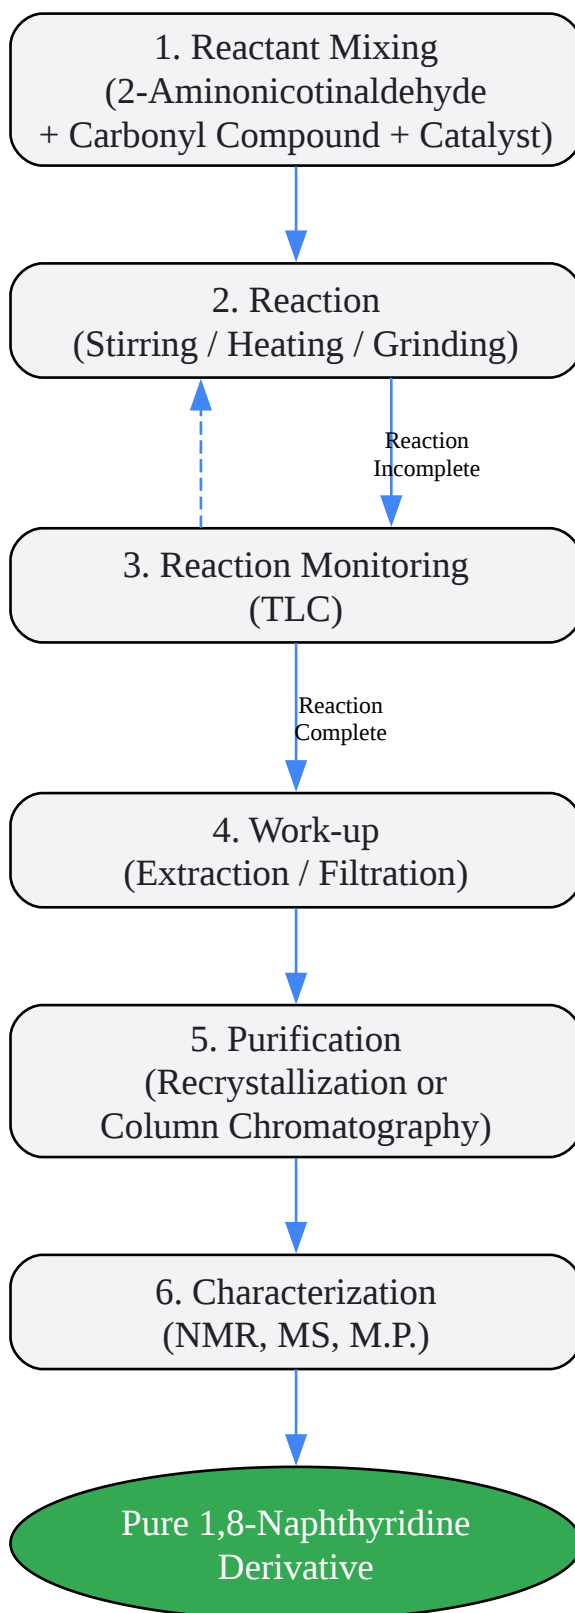 1. Reactant Mixing
(2-Aminonicotinaldehyde
+ Carbonyl Compound + Catalyst)
2. Reaction
(Stirring / Heating / Grinding)
Reaction
Incomplete
3. Reaction Monitoring
(TLC)
Reaction
Complete
4. Work-up
(Extraction / Filtration)
5. Purification
(Recrystallization or
Column Chromatography)
6. Characterization
(NMR, MS, M.P.)
Pure 1,8-Naphthyridine
Derivative